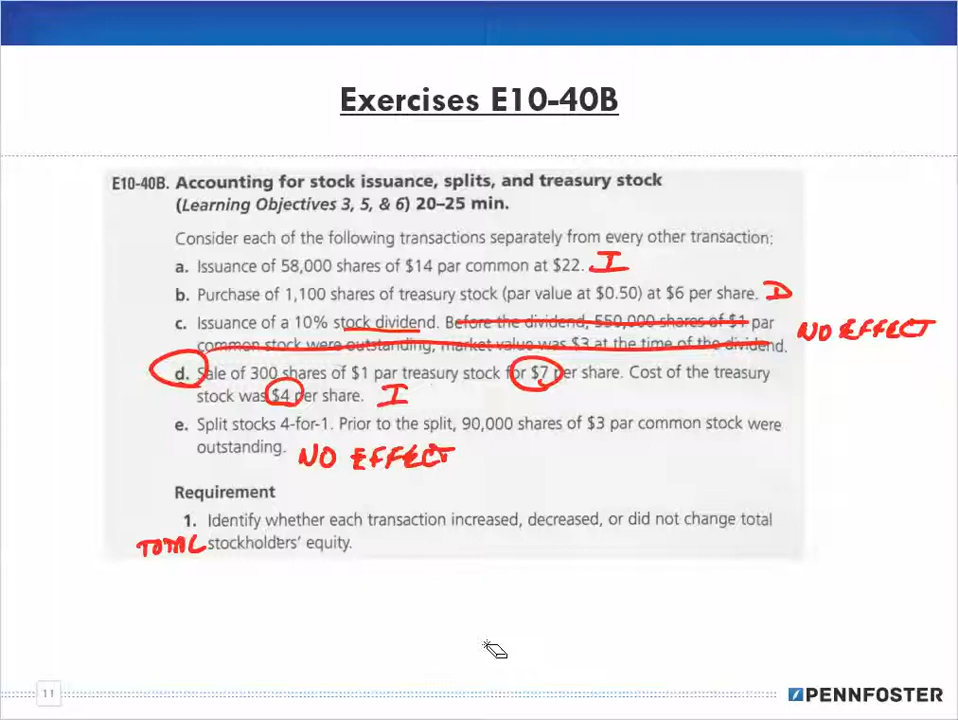 Exercises E10-40B
E10-40B. Accounting for stock issuance, splits, and treasury stock
(Learning Objectives 3, 5, & 6) 20–25 min.
Consider each of the following transactions separately from every other transaction:
a. Issuance of 58,000 shares of $14 par common at $22. I
b. Purchase of 1,100 shares of treasury stock (par value at $0.50) at $6 per share. D
c. Issuance of a 10% stock dividend. Before the dividend, 550,000 shares of $1 par
NO EFFECT
common stock were outstanding, market value was $3 at the time of the dividend.
d. Sale of 300 shares of $1 par treasury stock for $7 per share. Cost of the treasury
stock was $4 per share. I
e. Split stocks 4-for-1. Prior to the split, 90,000 shares of $3 par common stock were
outstanding. NO EFFECT
Requirement
1. Identify whether each transaction increased, decreased, or did not change total
TOTAL stockholders' equity.
11
PENNFOSTER